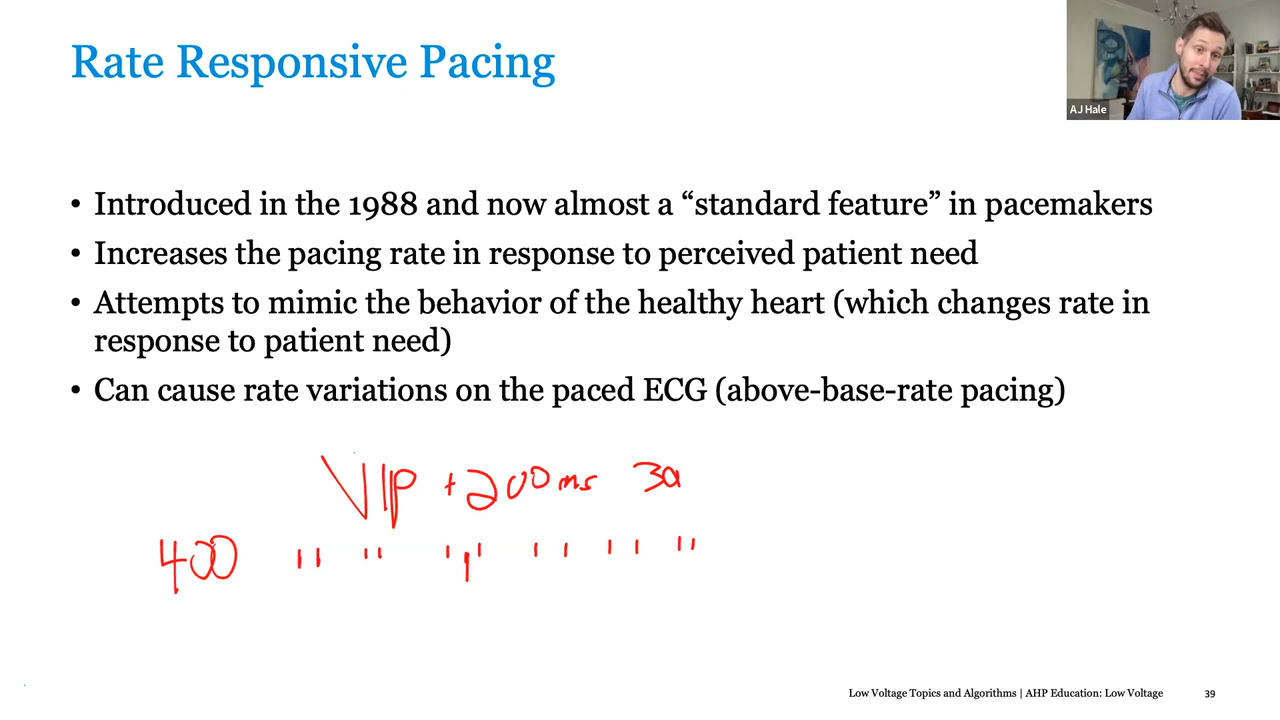 Rate Responsive Pacing
AJ Hale
• Introduced in the 1988 and now almost a “standard feature” in pacemakers
• Increases the pacing rate in response to perceived patient need
• Attempts to mimic the behavior of the healthy heart (which changes rate in
response to patient need)
• Can cause rate variations on the paced ECG (above-base-rate pacing)
VIP +200ms
400
Low Voltage Topics and Algorithms | AHP Education: Low Voltage 39